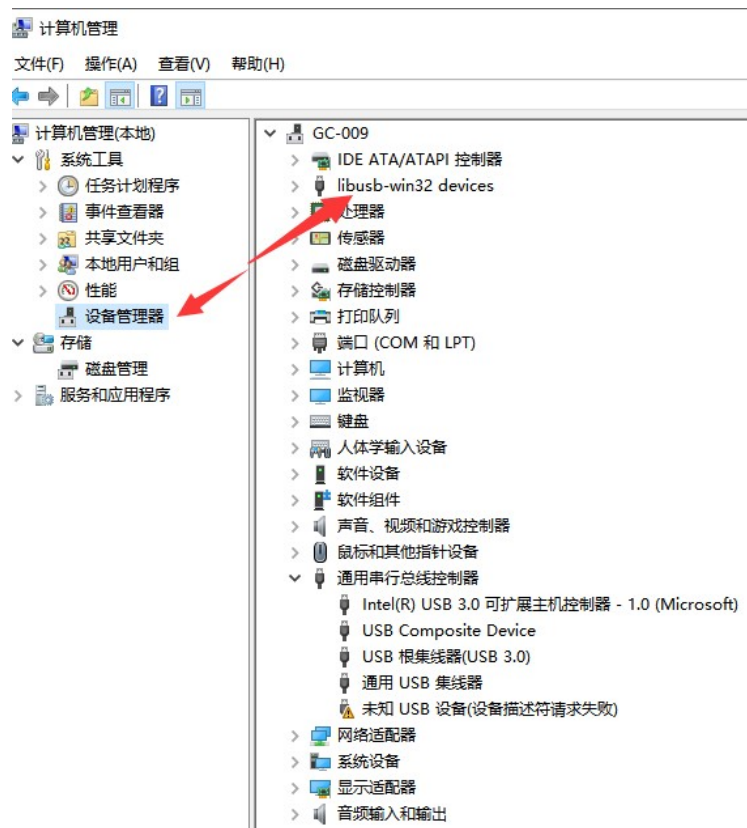 计算机管理
文件(F) 操作(A) 查看(V) 帮助(H)
计算机管理(本地)
系统工具
任务计划程序
事件查看器
共享文件夹
本地用户和组
性能
设备管理器
存储
磁盘管理
服务和应用程序
GC-009
IDE ATA/ATAPI 控制器
libusb-win32 devices
处理器
传感器
磁盘驱动器
存储控制器
打印队列
端口 (COM 和 LPT)
计算机
监视器
键盘
人体学输入设备
软件设备
软件组件
声音、视频和游戏控制器
鼠标和其他指针设备
通用串行总线控制器
Intel(R) USB 3.0 可扩展主机控制器 - 1.0 (Microsoft)
USB Composite Device
USB 根集线器(USB 3.0)
通用 USB 集线器
未知 USB 设备(设备描述符请求失败)
网络适配器
系统设备
显示适配器
音频输入和输出